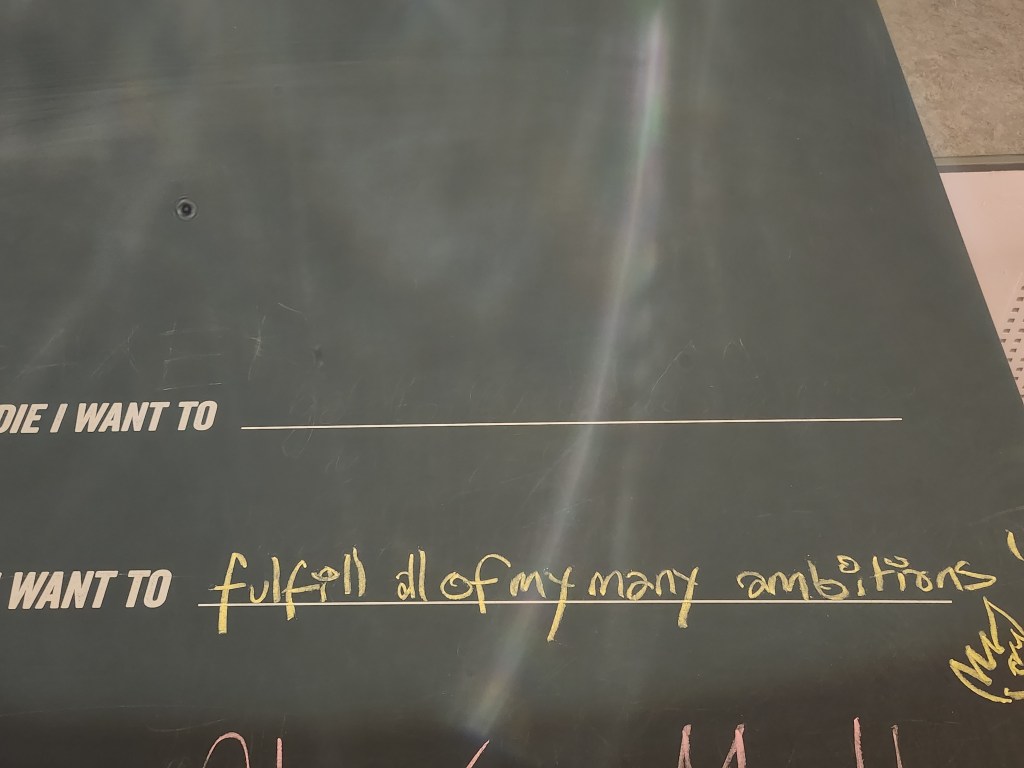 DIE I WANT TO
WANT TO fulfill all of my many ambitions